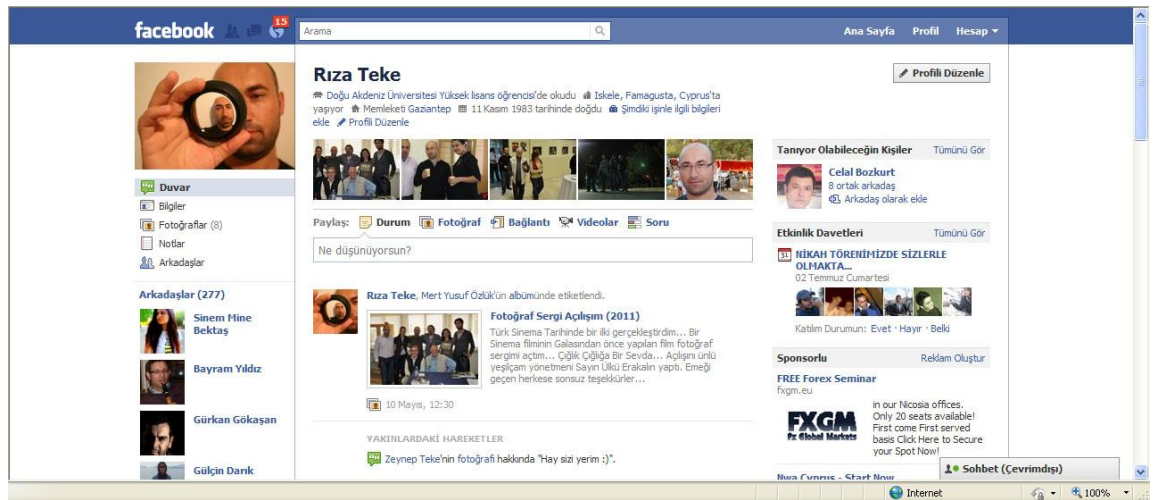 facebook
15
Arama
Ana Sayfa Profil Hesap
Rıza Teke
Profili Düzenle
Doğu Akdeniz Üniversitesi Yüksek lisans öğrencisi'de okudu Iskele, Famagusta, Cyprus'ta
yaşıyor Memleketi Gaziantep 11 Kasım 1983 tarihinde doğdu Şimdiki işinle ilgili bilgileri
ekle Profili Düzenle
Duvar
Bilgiler
Fotoğraflar (8)
Notlar
Arkadaşlar
Arkadaşlar (277)
Sinem Mine
Bektaş
Bayram Yıldız
Gürkan Gökaşan
Gülçin Darık
Paylaş: Durum Fotoğraf Bağlantı Videolar Soru
Ne düşünüyorsun?
Rıza Teke, Mert Yusuf Özlük'ün albümünde etiketlendi.
Fotoğraf Sergi Açılışım (2011)
Türk Sinema Tarihinde bir ilki gerçekleştirdim... Bir
Sinema filminin Galasından önce yapılan film fotoğraf
sergimi açtım... Çığlık Çığlığa Bir Sevda... Açılışı ünlü
yeşilçam yönetmeni Sayın Ülkü Erakalın yaptı. Emeği
geçen herkese sonsuz teşekkürler...
10 Mayıs, 12:30
YAKINLARDAKİ HAREKETLER
Zeynep Teke'nin fotoğrafı hakkında "Hay sizi yerim :)".
Tanıyor Olabileceğin Kişiler Tümünü Gör
Celal Bozkurt
8 ortak arkadaş
Arkadaş olarak ekle
Etkinlik Davetleri Tümünü Gör
31
NİKAH TÖRENİMİZDE SİZLERLE
OLMAKTA...
02 Temmuz Cumartesi
Katılım Durumun: Evet · Hayır · Belki
Sponsorlu Reklam Oluştur
FREE Forex Seminar
fxgm.eu
FXGM
Fx Global Markets
in our Nicosia offices.
Only 20 seats available!
First come First served
basis Click Here to Secure
your Spot Now!
Nwa Cyprus - Start Now
Sohbet (Çevrimdışı)
Internet
100%